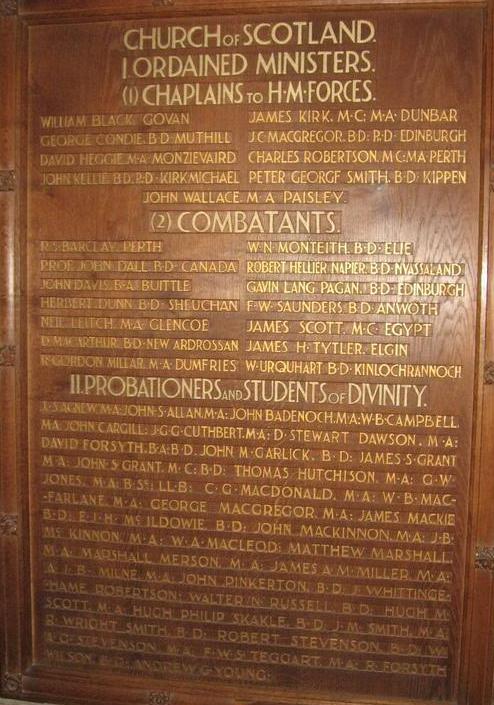 CHURCH OF SCOTLAND.
I. ORDAINED MINISTERS.
(1) CHAPLAINS TO H·M·FORCES.
WILLIAM BLACK, GOVAN JAMES KIRK, M·C; M·A· DUNBAR
GEORGE CONDIE, B·D· MUTHILL J.C. MACGREGOR, B·D; P·D· EDINBURGH
DAVID HEGGIE, M·A· MONZIEVAIRD CHARLES ROBERTSON, M·C; M·A· PERTH
JOHN KELLIE, B·D; P·D· KIRKMICHAEL PETER GEORGE SMITH, B·D· KIPPEN
JOHN WALLACE, M·A· PAISLEY.
(2) COMBATANTS.
R·S· BARCLAY, PERTH W·N· MONTEITH, B·D· ELIE
PROF. JOHN DALL, B·D· CANADA ROBERT HELLIER NAPIER, B·D· NYASSALAND
JOHN DAVIS, B·A· BUITTLE GAVIN LANG PAGAN, B·D· EDINBURGH
HERBERT DUNN, B·D· SHEUCHAN F·W· SAUNDERS, B·D· ANWOTH
NEIL LEITCH, M·A· GLENCOE JAMES SCOTT, M·C· EGYPT
D· MACARTHUR, B·D· NEW ARDROSSAN JAMES H· TYTLER, ELGIN
R· GORDON MILLAR, M·A· DUMFRIES W· URQUHART, B·D· KINLOCHRANNOCH
II. PROBATIONERS AND STUDENTS OF DIVINITY.
J·S· AGNEW, M·A; JOHN·S· ALLAN, M·A; JOHN BADENOCH, M·A; W·B· CAMPBELL,
M·A; JOHN CARGILL; J·G·G· CUTHBERT, M·A; D· STEWART DAWSON, M·A;
DAVID FORSYTH, B·A; B·D; JOHN M· GARLICK, B·D; JAMES·S· GRANT
M·A; JOHN·S· GRANT, M·C; B·D; THOMAS HUTCHISON, M·A; G·W·
JONES, M·A; B·SC; LL·B; C·G· MACDONALD, M·A; W·B· MAC-
-FARLANE, M·A; GEORGE MACGREGOR, M·A; JAMES MACKIE
B·D; E·J·H· MCILDOWIE, B·D; JOHN MACKINNON, M·A; J·B·
MCKINNON, M·A; W·A· MACLEOD; MATTHEW MARSHALL,
M·A; MARSHALL MERSON, M·A; JAMES A·M· MILLER, M·A;
A·J·B· MILNE, M·A; JOHN PINKERTON, B·D; J· WHITTINGE-
-HAME ROBERTSON; WALTER N· RUSSELL, B·D; HUGH M·
SCOTT, M·A; HUGH PHILIP SKAKLE, B·D; J·M· SMITH, M·A
R· WRIGHT SMITH, B·D; ROBERT STEVENSON, B·D; W·
A·G· STEVENSON, M·A; F·W·S· TEGGART, M·A; R· FORSYTH
WILSON, B·D; ANDREW G· YOUNG;